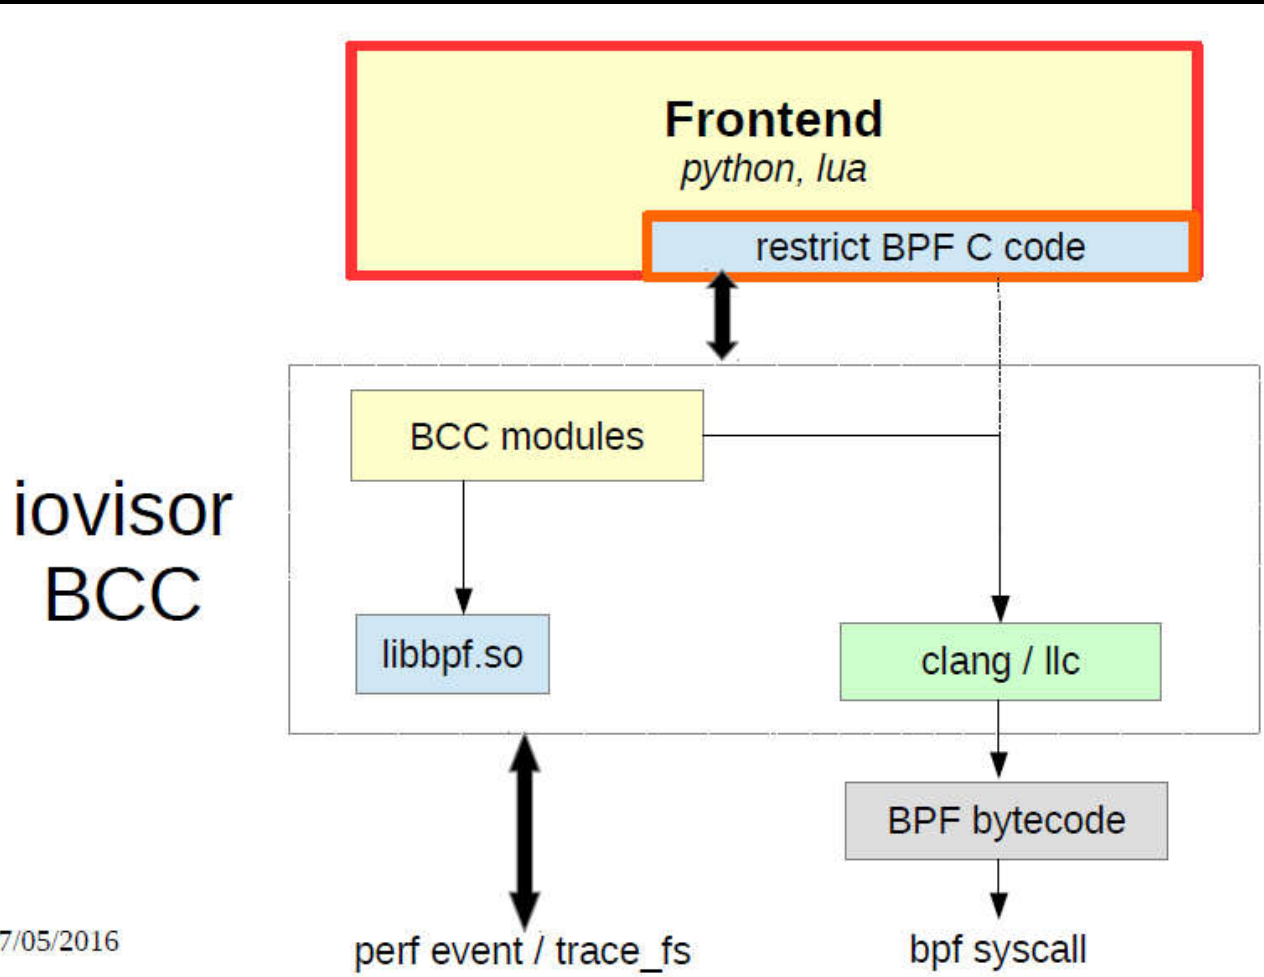 Frontend
python, lua
restrict BPF C code
BCC modules
iovisor
BCC
libbpf.so
clang / llc
BPF bytecode
7/05/2016
perf event / trace_fs
bpf syscall